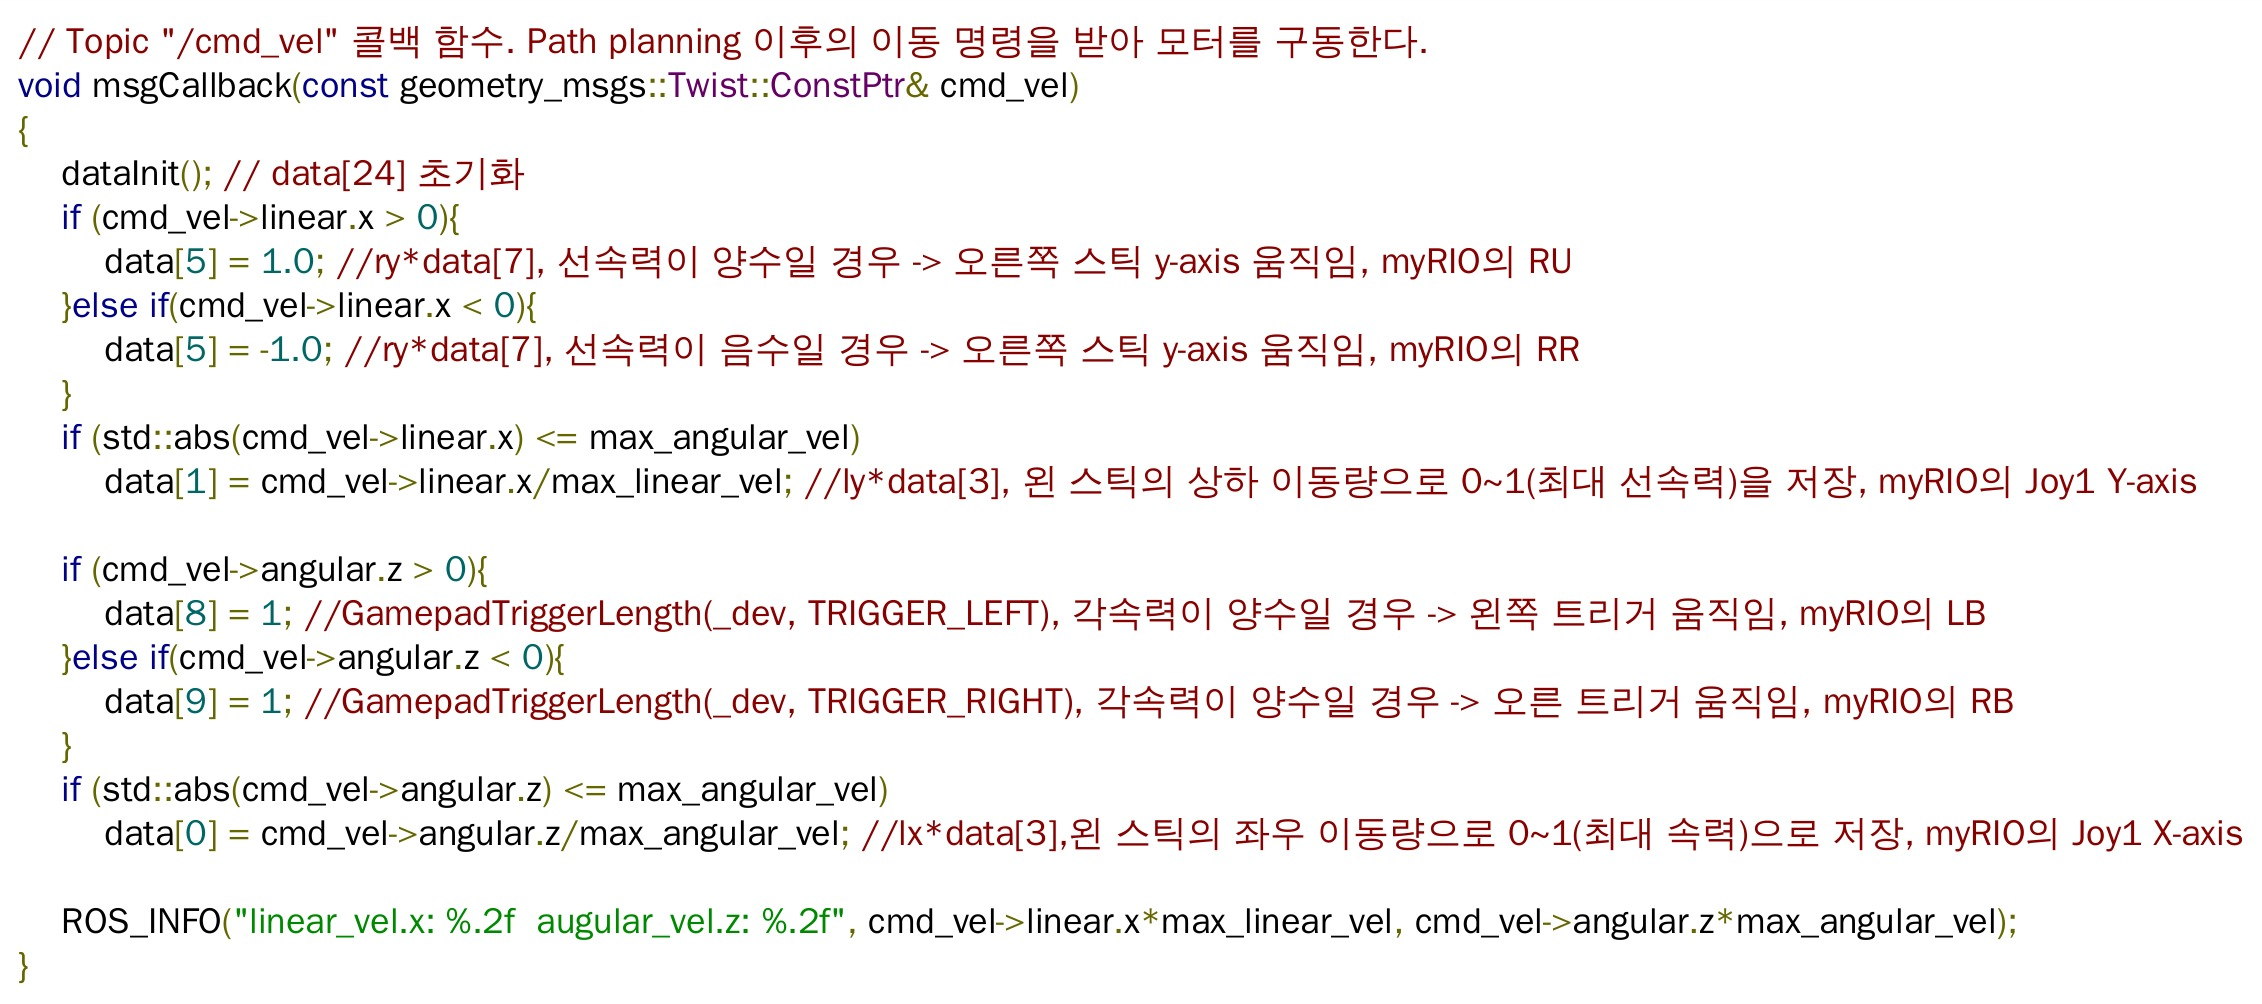 // Topic "/cmd_vel" 콜백 함수. Path planning 이후의 이동 명령을 받아 모터를 구동한다.
void msgCallback(const geometry_msgs::Twist::ConstPtr& cmd_vel)
{
    dataInit(); // data[24] 초기화
    if (cmd_vel->linear.x > 0){
        data[5] = 1.0; //ry*data[7], 선속력이 양수일 경우 -> 오른쪽 스틱 y-axis 움직임, myRIO의 RU
    }else if(cmd_vel->linear.x < 0){
        data[5] = -1.0; //ry*data[7], 선속력이 음수일 경우 -> 오른쪽 스틱 y-axis 움직임, myRIO의 RR
    }
    if (std::abs(cmd_vel->linear.x) <= max_angular_vel)
        data[1] = cmd_vel->linear.x/max_linear_vel; //ly*data[3], 왼 스틱의 상하 이동량으로 0~1(최대 선속력)을 저장, myRIO의 Joy1 Y-axis

    if (cmd_vel->angular.z > 0){
        data[8] = 1; //GamepadTriggerLength(_dev, TRIGGER_LEFT), 각속력이 양수일 경우 -> 왼쪽 트리거 움직임, myRIO의 LB
    }else if(cmd_vel->angular.z < 0){
        data[9] = 1; //GamepadTriggerLength(_dev, TRIGGER_RIGHT), 각속력이 양수일 경우 -> 오른 트리거 움직임, myRIO의 RB
    }
    if (std::abs(cmd_vel->angular.z) <= max_angular_vel)
        data[0] = cmd_vel->angular.z/max_angular_vel; //lx*data[3],왼 스틱의 좌우 이동량으로 0~1(최대 속력)으로 저장, myRIO의 Joy1 X-axis

    ROS_INFO("linear_vel.x: %.2f  augular_vel.z: %.2f", cmd_vel->linear.x*max_linear_vel, cmd_vel->angular.z*max_angular_vel);
}